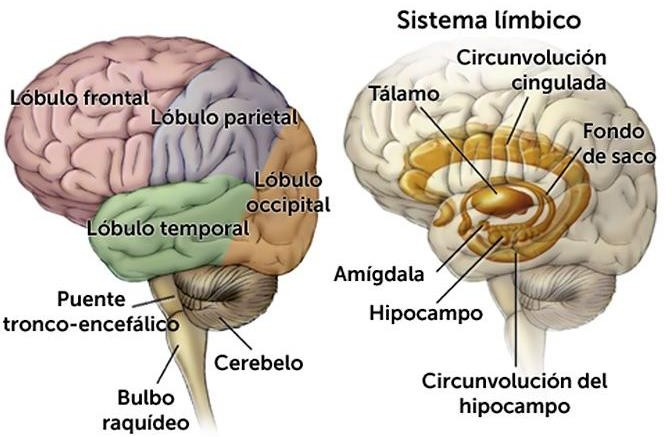 Lóbulo frontal
Lóbulo parietal
Lóbulo
occipital
Lóbulo temporal
Puente
tronco-encefálico
Cerebelo
Bulbo
raquídeo
Sistema límbico
Circunvolución
cingulada
Tálamo
Fondo
de saco
Amígdala
Hipocampo
Circunvolución del
hipocampo